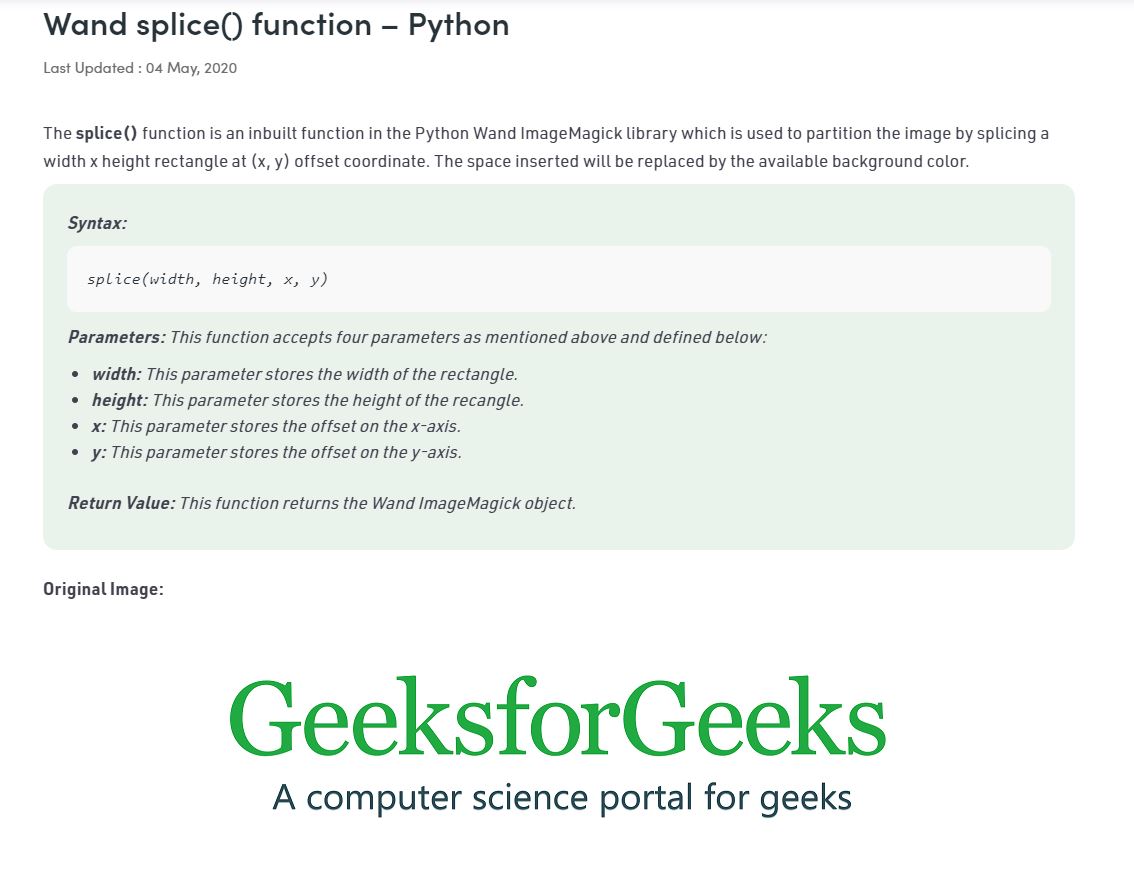 Wand splice() function – Python
Last Updated : 04 May, 2020
The splice() function is an inbuilt function in the Python Wand ImageMagick library which is used to partition the image by splicing a
width x height rectangle at (x, y) offset coordinate. The space inserted will be replaced by the available background color.
Syntax:
splice(width, height, x, y)
Parameters: This function accepts four parameters as mentioned above and defined below:
• width: This parameter stores the width of the rectangle.
• height: This parameter stores the height of the recangle.
• x: This parameter stores the offset on the x-axis.
• y: This parameter stores the offset on the y-axis.
Return Value: This function returns the Wand ImageMagick object.
Original Image:
GeeksforGeeks
A computer science portal for geeks